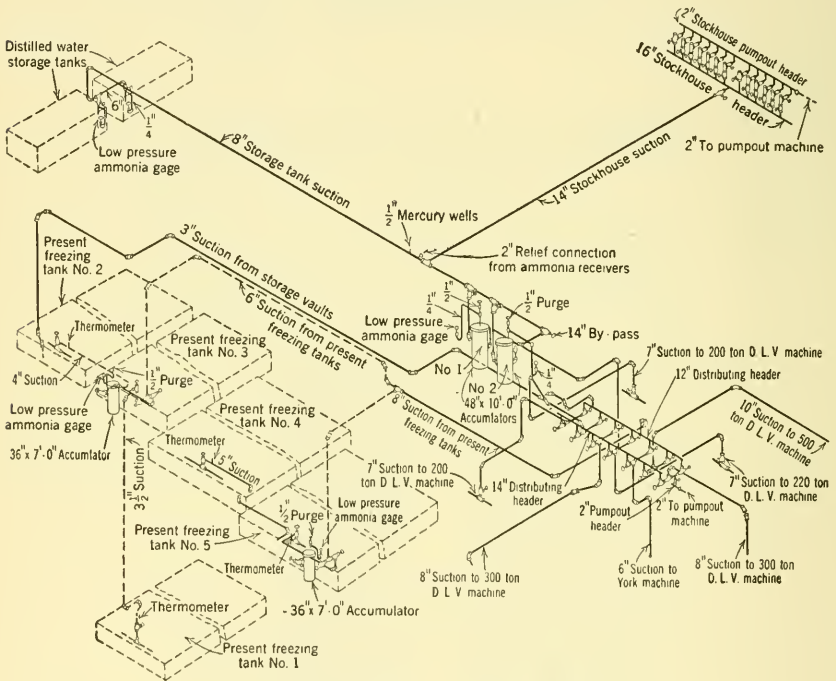 2" Stockhouse pumpout header
16" Stockhouse header
2" To pumpout machine
Distilled water
storage tanks
6"
1/4"
Low pressure
ammonia gage
8" Storage tank suction
14" Stockhouse suction
1/2" Mercury wells
2" Relief connection
from ammonia receivers
3" Suction from storage vaults
6" Suction from present
freezing tanks
Present
freezing
tank No. 2
Thermometer
4" Suction
Low pressure
ammonia gage
1/2" Purge
36" x 7'-0" Accumlator
Present freezing
tank No. 3
Present freezing
tank No. 4
Thermometer
5" Suction
3 1/2" Suction
Present freezing
tank No. 5
1/2" Purge
Low pressure
ammonia gage
Thermometer
- 36" x 7'-0" Accumulator
Thermometer
Present freezing
tank No. 1
1/4"
1/2"
1/2" Purge
Low pressure
ammonia gage
14" By-pass
No 1
No 2
48" x 10'-0"
Accumlators
1/4"
7" Suction to 200 ton D. L. V machine
12" Distributing header
10" Suction to 500
ton D. L. V. machine
8" Suction from present
freezing tanks
7" Suction to 200
ton D. L. V machine
14" Distributing
header
2" Pumpout
header
2" To pumpout
machine
7" Suction to 220 ton
D. L. V. machine
8" Suction to 300 ton
D L V machine
6" Suction to
York machine
8" Suction to 300 ton
D. L. V. machine